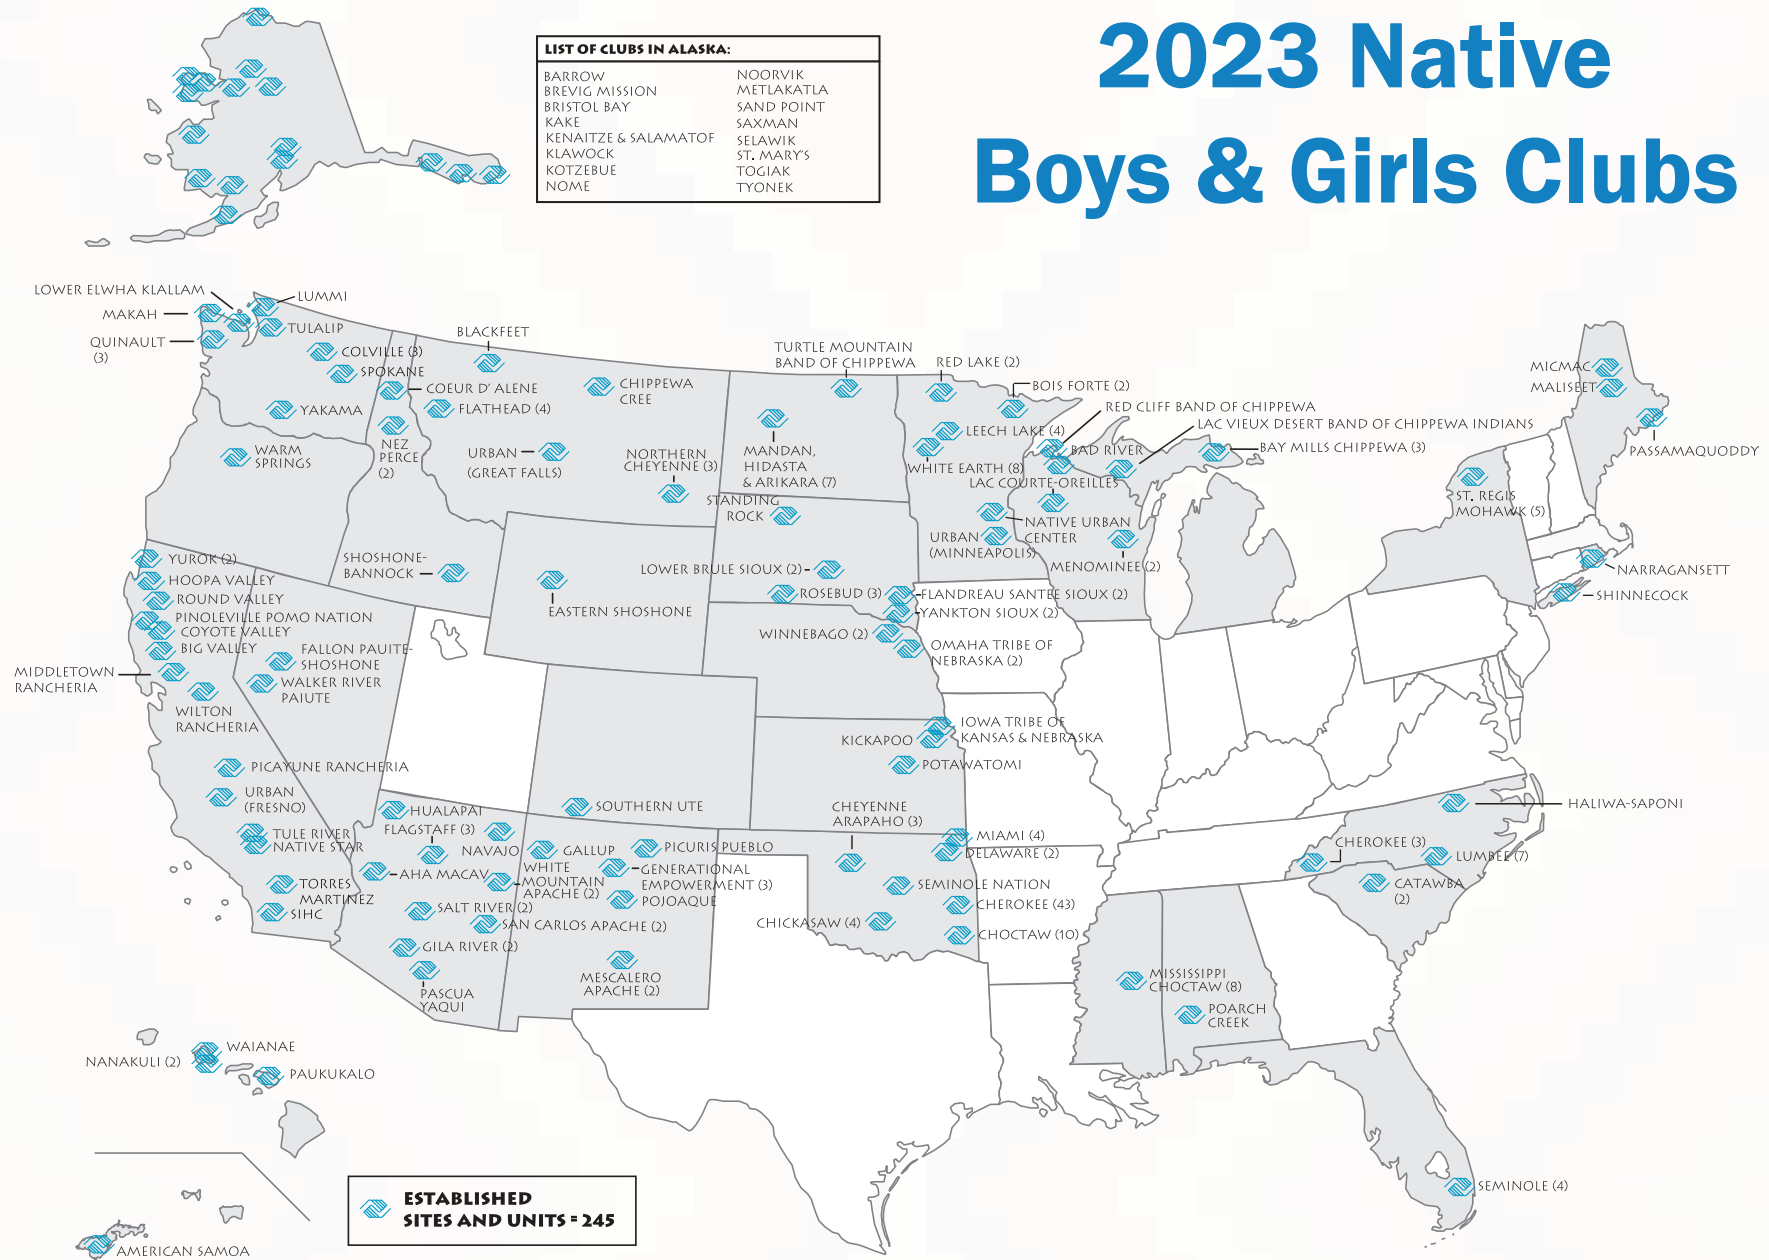 2023 Native
Boys & Girls Clubs
LIST OF CLUBS IN ALASKA:
BARROW
BREVIG MISSION
BRISTOL BAY
KAKE
KENAITZE & SALAMATOF
KLAWOCK
KOTZEBUE
NOME
NOORVIK
METLAKATLA
SAND POINT
SAXMAN
SELAWIK
ST. MARY'S
TOGIAK
TYONEK
LOWER ELWHA KLALLAM
LUMMI
MAKAH
TULALIP
QUINAULT
(3)
COLVILLE (3)
SPOKANE
YAKAMA
COEUR D' ALENE
FLATHEAD (4)
NEZ
PERCE
(2)
WARM
SPRINGS
BLACKFEET
CHIPPEWA
CREE
URBAN
(GREAT FALLS)
NORTHERN
CHEYENNE (3)
TURTLE MOUNTAIN
BAND OF CHIPPEWA
MANDAN,
HIDASTA
& ARIKARA (7)
STANDING
ROCK
RED LAKE (2)
BOIS FORTE (2)
RED CLIFF BAND OF CHIPPEWA
LAC VIEUX DESERT BAND OF CHIPPEWA INDIANS
LEECH LAKE (4)
BAD RIVER
BAY MILLS CHIPPEWA (3)
WHITE EARTH (8)
LAC COURTE-OREILLES
NATIVE URBAN
CENTER
URBAN
(MINNEAPOLIS)
MENOMINEE (2)
MICMAC
MALISEET
PASSAMAQUODDY
ST. REGIS
MOHAWK (5)
NARRAGANSETT
SHINNECOCK
YUROK (2)
HOOPA VALLEY
ROUND VALLEY
PINOLEVILLE POMO NATION
COYOTE VALLEY
BIG VALLEY
MIDDLETOWN
RANCHERIA
WILTON
RANCHERIA
SHOSHONE-
BANNOCK
EASTERN SHOSHONE
FALLON PAUITE-
SHOSHONE
WALKER RIVER
PAIUTE
LOWER BRULE SIOUX (2)
ROSEBUD (3)
FLANDREAU SANTEE SIOUX (2)
YANKTON SIOUX (2)
WINNEBAGO (2)
OMAHA TRIBE OF
NEBRASKA (2)
IOWA TRIBE OF
KANSAS & NEBRASKA
KICKAPOO
POTAWATOMI
PICAYUNE RANCHERIA
URBAN
(FRESNO)
TULE RIVER
NATIVE STAR
TORRES
MARTINEZ
SIHC
HUALAPAI
FLAGSTAFF (3)
NAVAJO
AHA MACAV
WHITE
MOUNTAIN
APACHE (2)
SALT RIVER (2)
SAN CARLOS APACHE (2)
GILA RIVER (2)
PASCUA
YAQUI
SOUTHERN UTE
GALLUP
PICURIS PUEBLO
GENERATIONAL
EMPOWERMENT (3)
POJOAQUE
MESCALERO
APACHE (2)
CHEYENNE
ARAPAHO (3)
MIAMI (4)
DELAWARE (2)
SEMINOLE NATION
CHEROKEE (43)
CHICKASAW (4)
CHOCTAW (10)
HALIWA-SAPONI
CHEROKEE (3)
LUMBEE (7)
CATAWBA
(2)
MISSISSIPPI
CHOCTAW (8)
POARCH
CREEK
SEMINOLE (4)
WAIANAE
NANAKULI (2)
PAUKUKALO
AMERICAN SAMOA
ESTABLISHED
SITES AND UNITS = 245